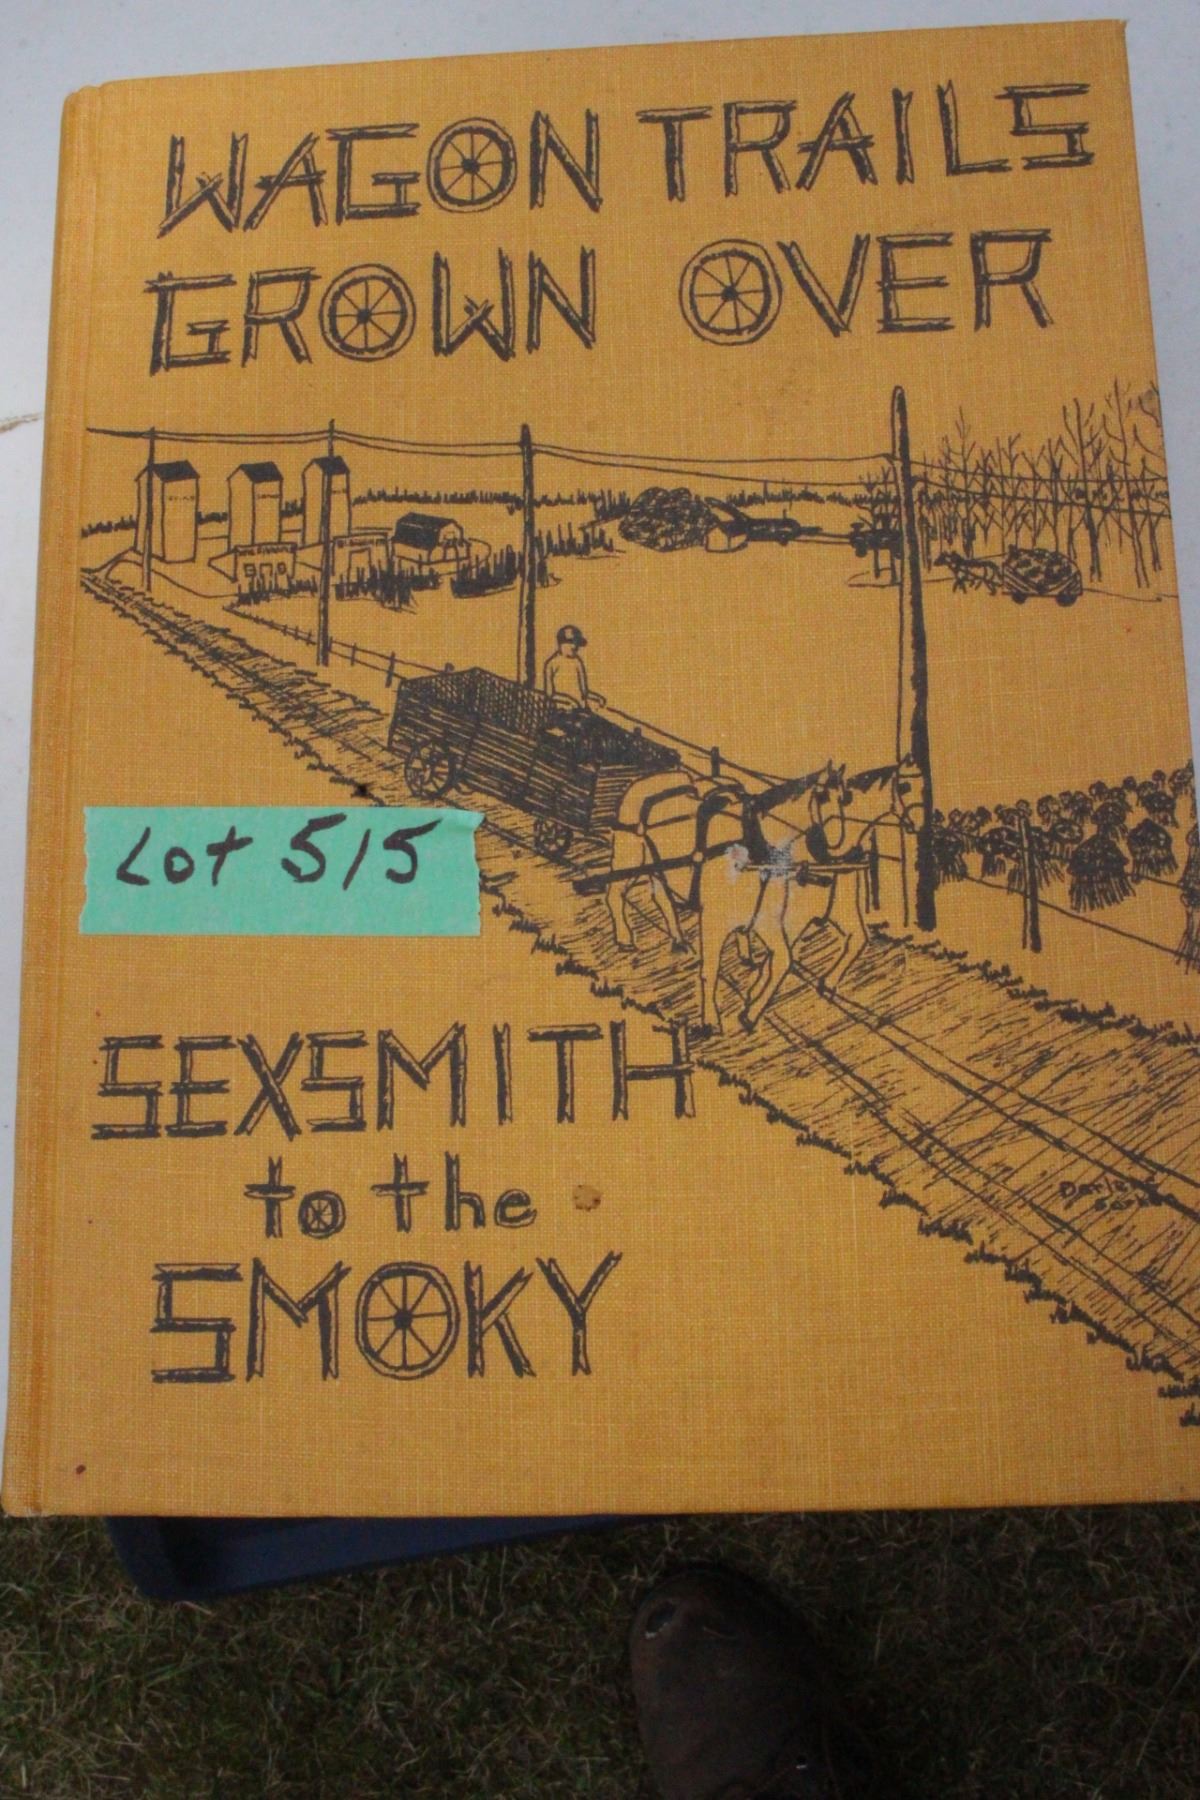 WAGON TRAILS
GROWN OVER
Lot 515
SEXSMITH
to the
SMOKY